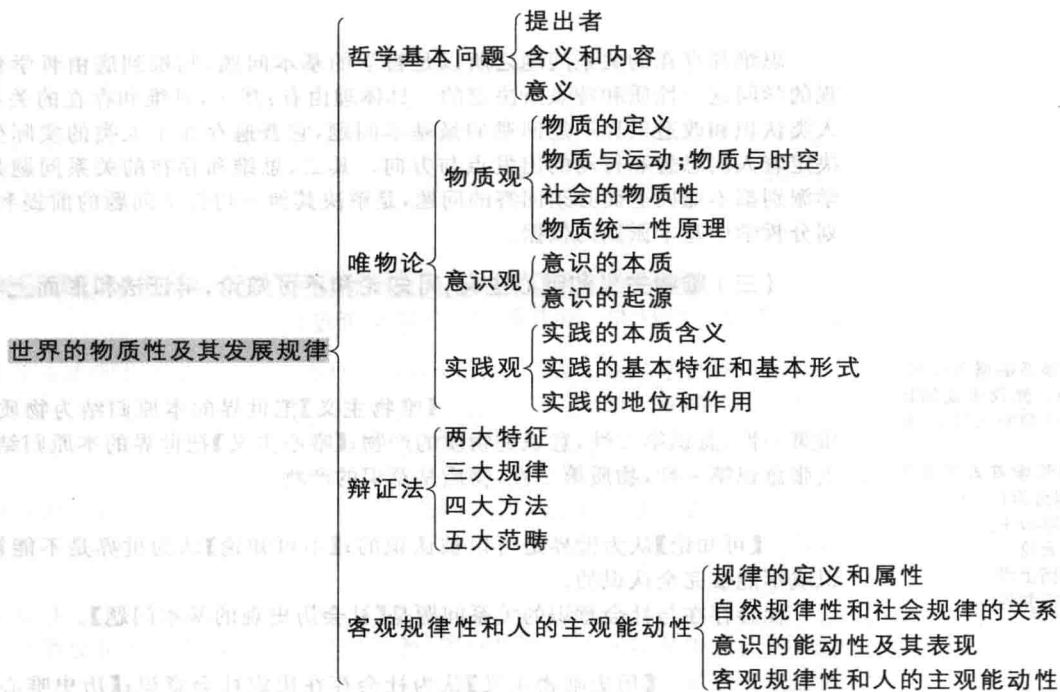 提出者
哲学基本问题
含义和内容
意义
物质的定义
物质观
物质与运动;物质与时空
社会的物质性
物质统一性原理
唯物论
意识观
意识的本质
意识的起源
世界的物质性及其发展规律
实践的本质含义
实践观
实践的基本特征和基本形式
实践的地位和作用
两大特征
三大规律
辩证法
四大方法
五大范畴
规律的定义和属性
自然规律性和社会规律的关系
客观规律性和人的主观能动性
意识的能动性及其表现
客观规律性和人的主观能动性